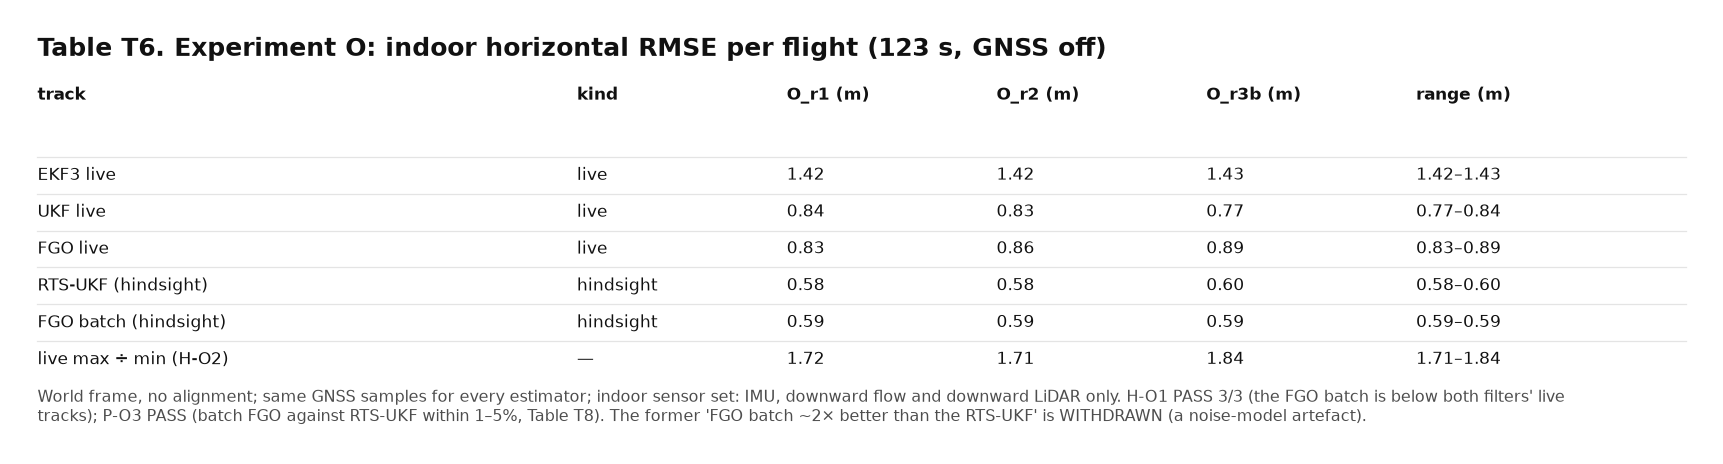 Table T6. Experiment O: indoor horizontal RMSE per flight (123 s, GNSS off)
track kind O_r1 (m) O_r2 (m) O_r3b (m) range (m)
EKF3 live live 1.42 1.42 1.43 1.42–1.43
UKF live live 0.84 0.83 0.77 0.77–0.84
FGO live live 0.83 0.86 0.89 0.83–0.89
RTS-UKF (hindsight) hindsight 0.58 0.58 0.60 0.58–0.60
FGO batch (hindsight) hindsight 0.59 0.59 0.59 0.59–0.59
live max ÷ min (H-O2) — 1.72 1.71 1.84 1.71–1.84
World frame, no alignment; same GNSS samples for every estimator; indoor sensor set: IMU, downward flow and downward LiDAR only. H-O1 PASS 3/3 (the FGO batch is below both filters' live
tracks); P-O3 PASS (batch FGO against RTS-UKF within 1–5%, Table T8). The former 'FGO batch ~2× better than the RTS-UKF' is WITHDRAWN (a noise-model artefact).